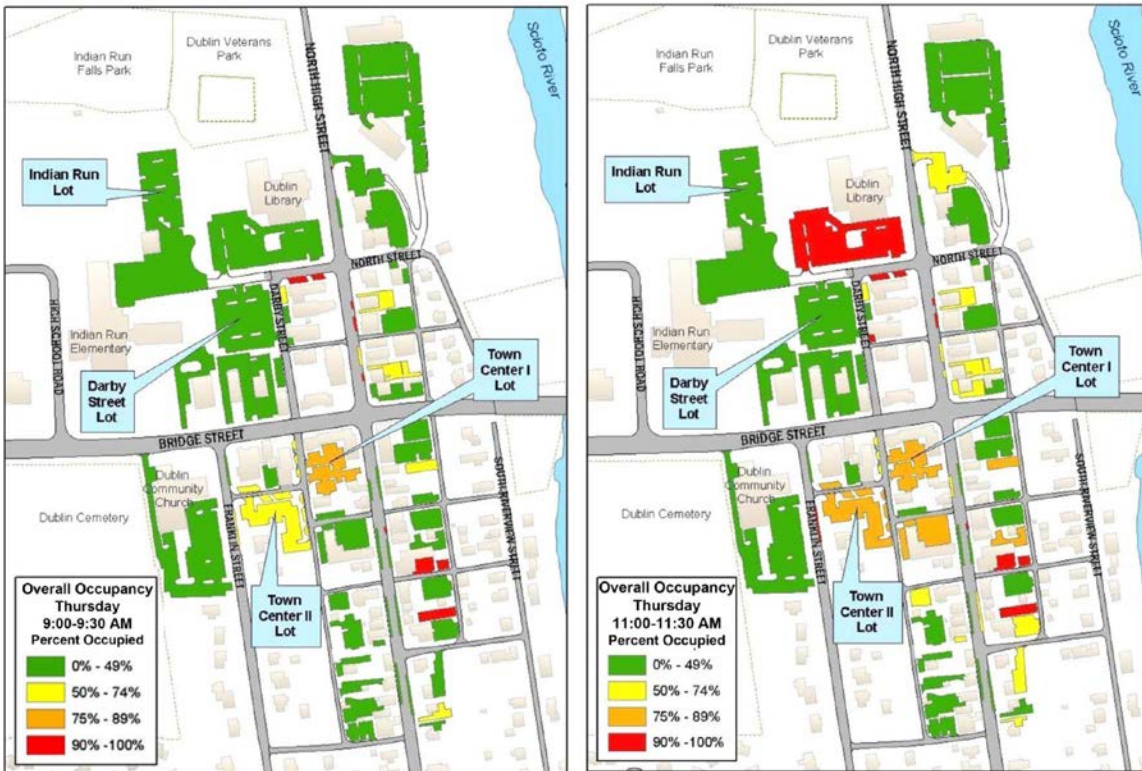 Indian Run
Falls Park
Dublin Veterans
Park
NORTH HIGH STREET
Scioto River
Indian Run
Lot
Dublin
Library
NORTH STREET
HIGH SCHOOL ROAD
DARBY STREET
Indian Run
Elementary
Town
Center I
Lot
Darby
Street
Lot
BRIDGE STREET
Dublin
Community
Church
Dublin Cemetery
FRANKLIN STREET
SOUTH RIVERVIEW STREET
Town
Center II
Lot
Overall Occupancy
Thursday
9:00-9:30 AM
Percent Occupied
0% - 49%
50% - 74%
75% - 89%
90% -100%
Indian Run
Falls Park
Dublin Veterans
Park
NORTH HIGH STREET
Scioto River
Indian Run
Lot
Dublin
Library
NORTH STREET
HIGH SCHOOL ROAD
DARBY STREET
Indian Run
Elementary
Town
Center I
Lot
Darby
Street
Lot
BRIDGE STREET
Dublin
Community
Church
Dublin Cemetery
FRANKLIN STREET
SOUTH RIVERVIEW STREET
Town
Center II
Lot
Overall Occupancy
Thursday
11:00-11:30 AM
Percent Occupied
0% - 49%
50% - 74%
75% - 89%
90% -100%